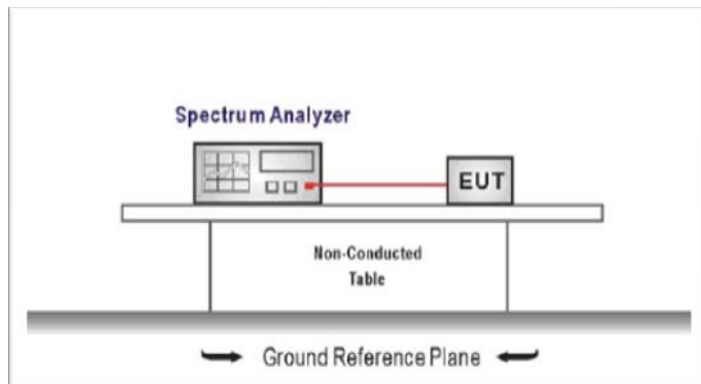 Spectrum Analyzer
EUT
Non-Conducted
Table
Ground Reference Plane